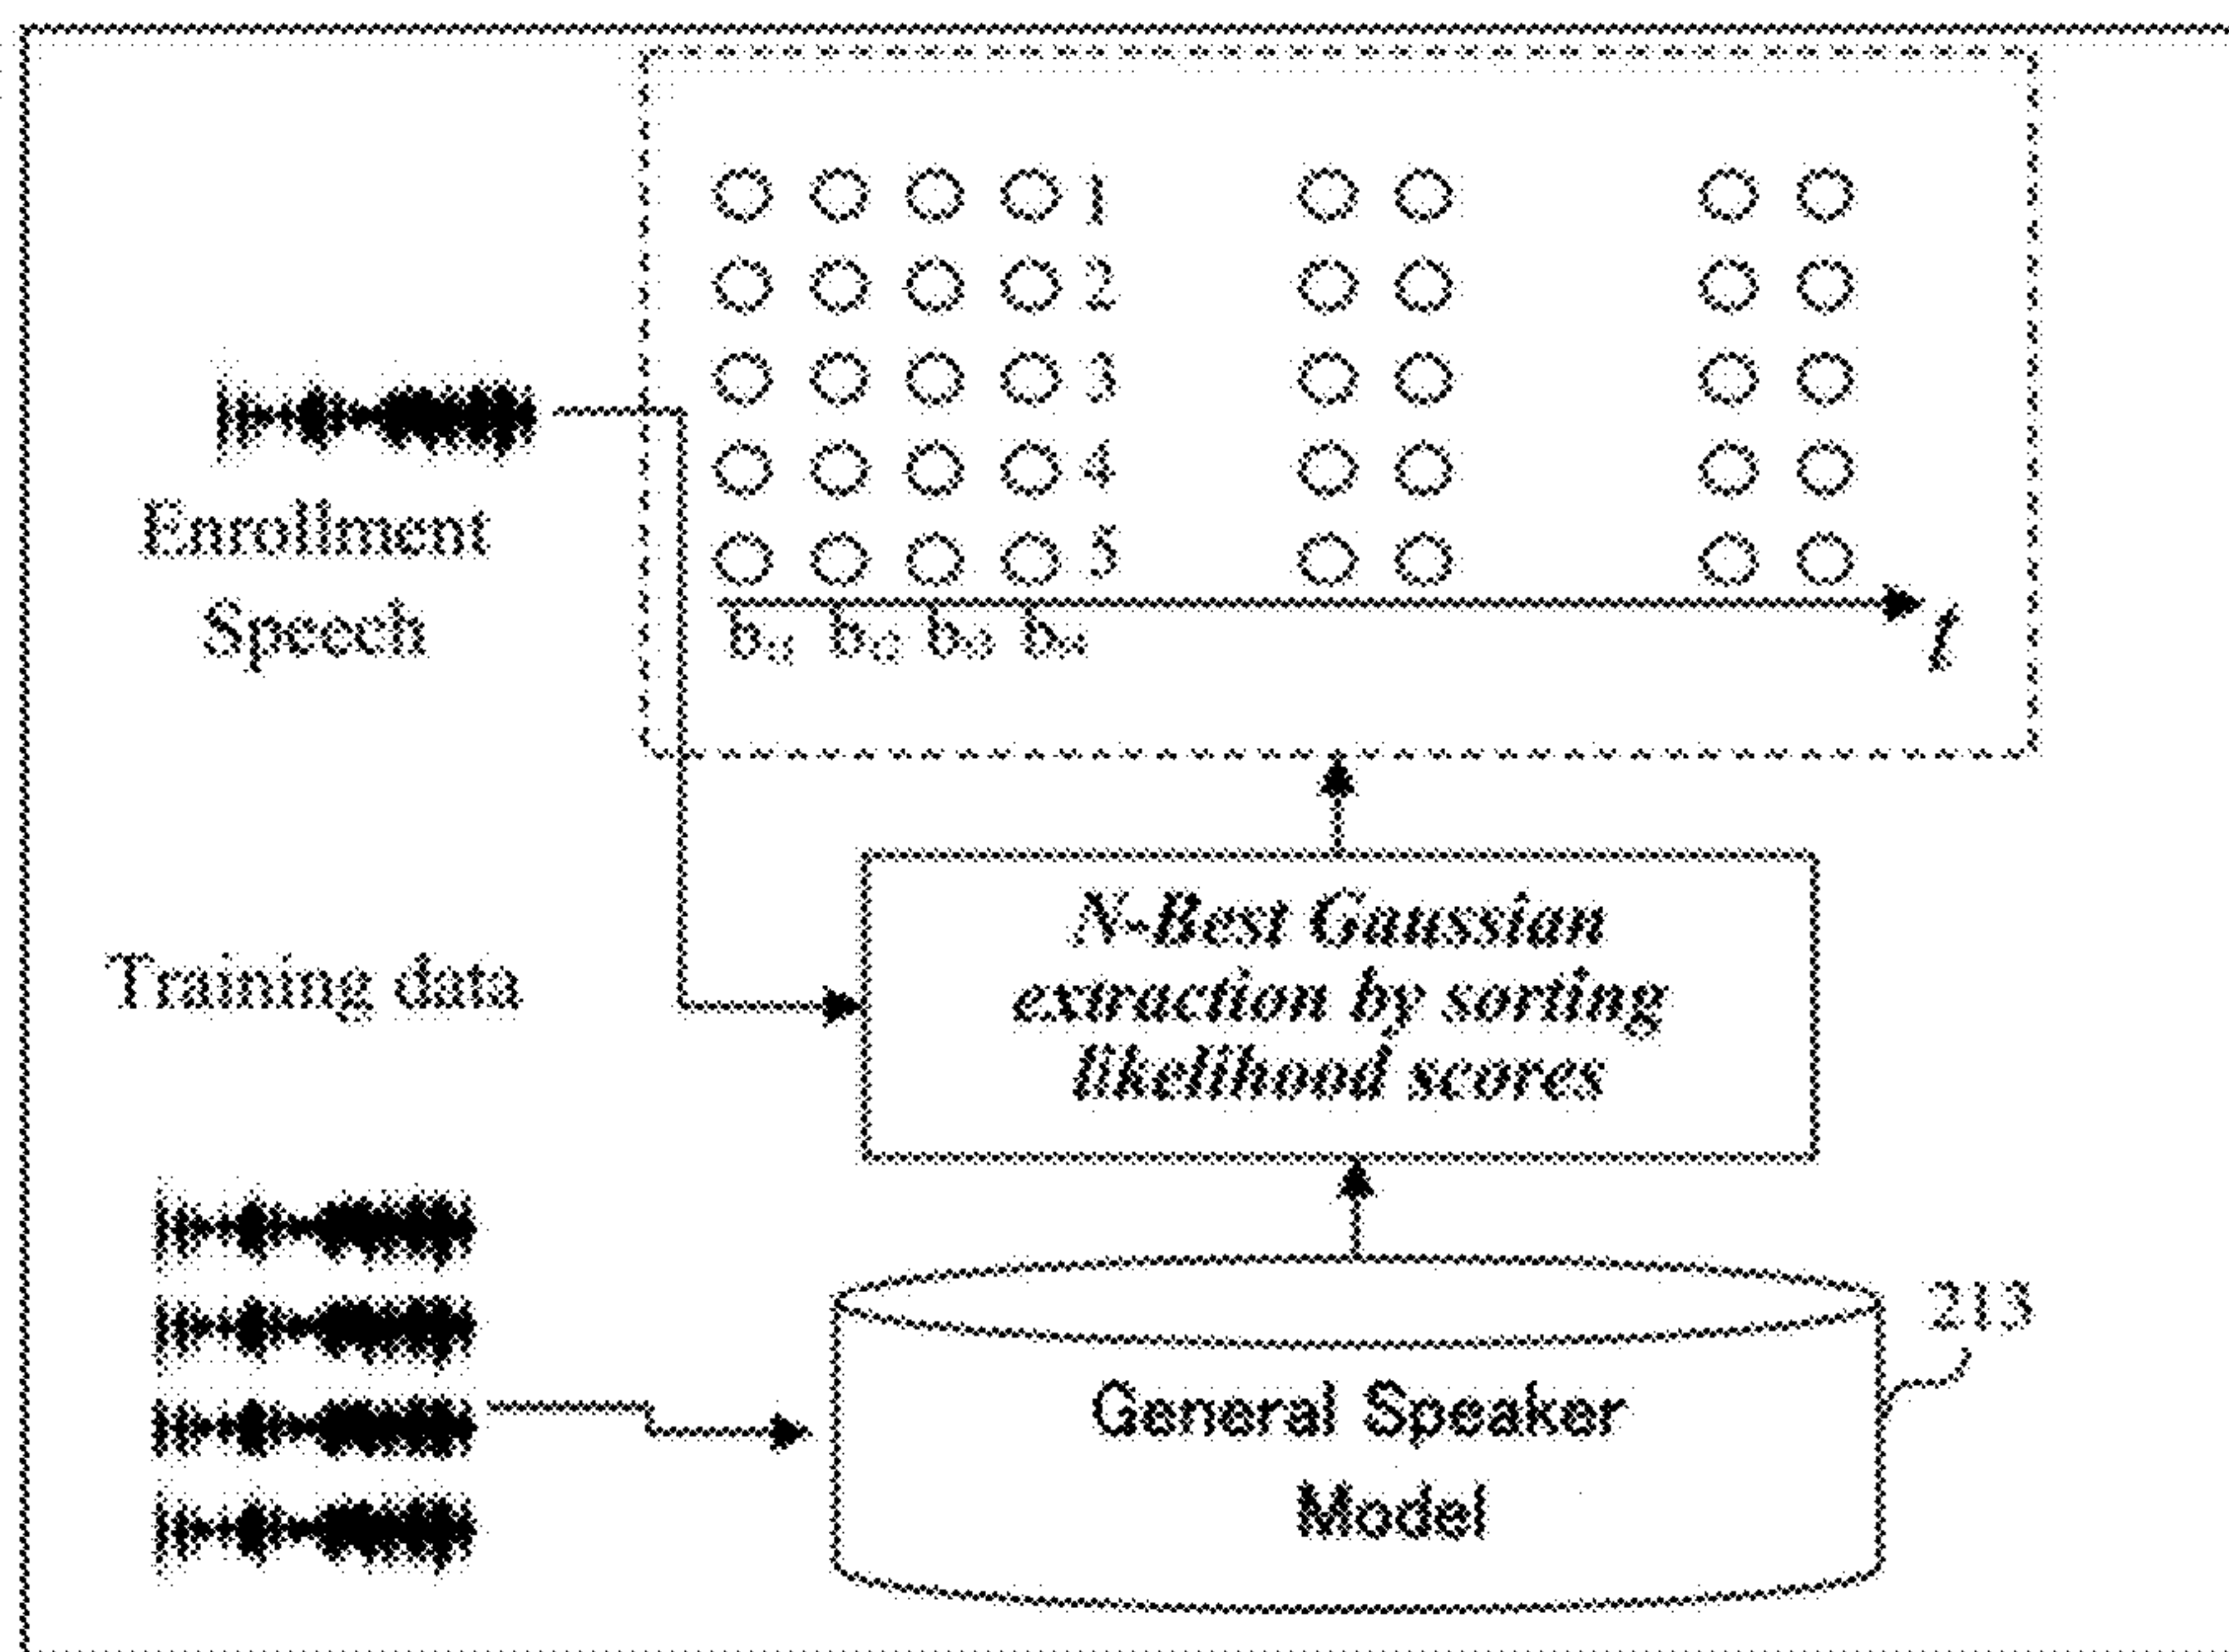 1
2
3
4
5
Enrollment
Speech
N-Best Gaussian
extraction by sorting
likelihood scores
Training data
213
General Speaker
Model